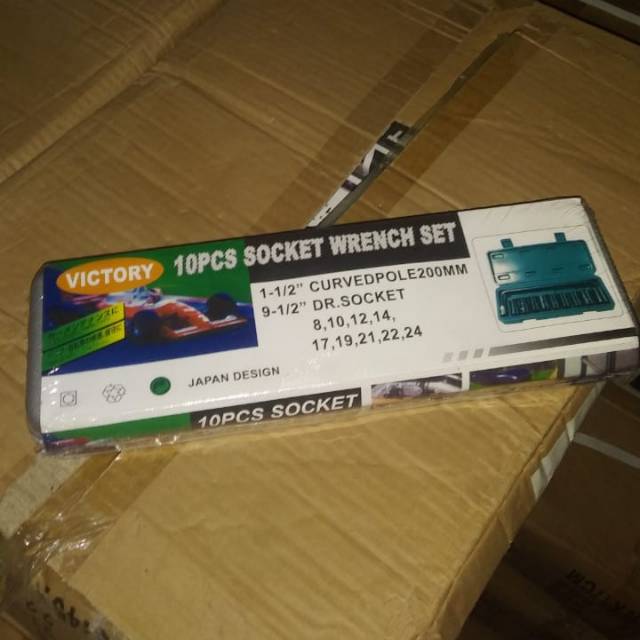 VICTORY
10PCS SOCKET WRENCH SET
1-1/2" CURVEDPOLE200MM
9-1/2" DR.SOCKET
8,10,12,14,
17,19,21,22,24
JAPAN DESIGN
10PCS SOCKET